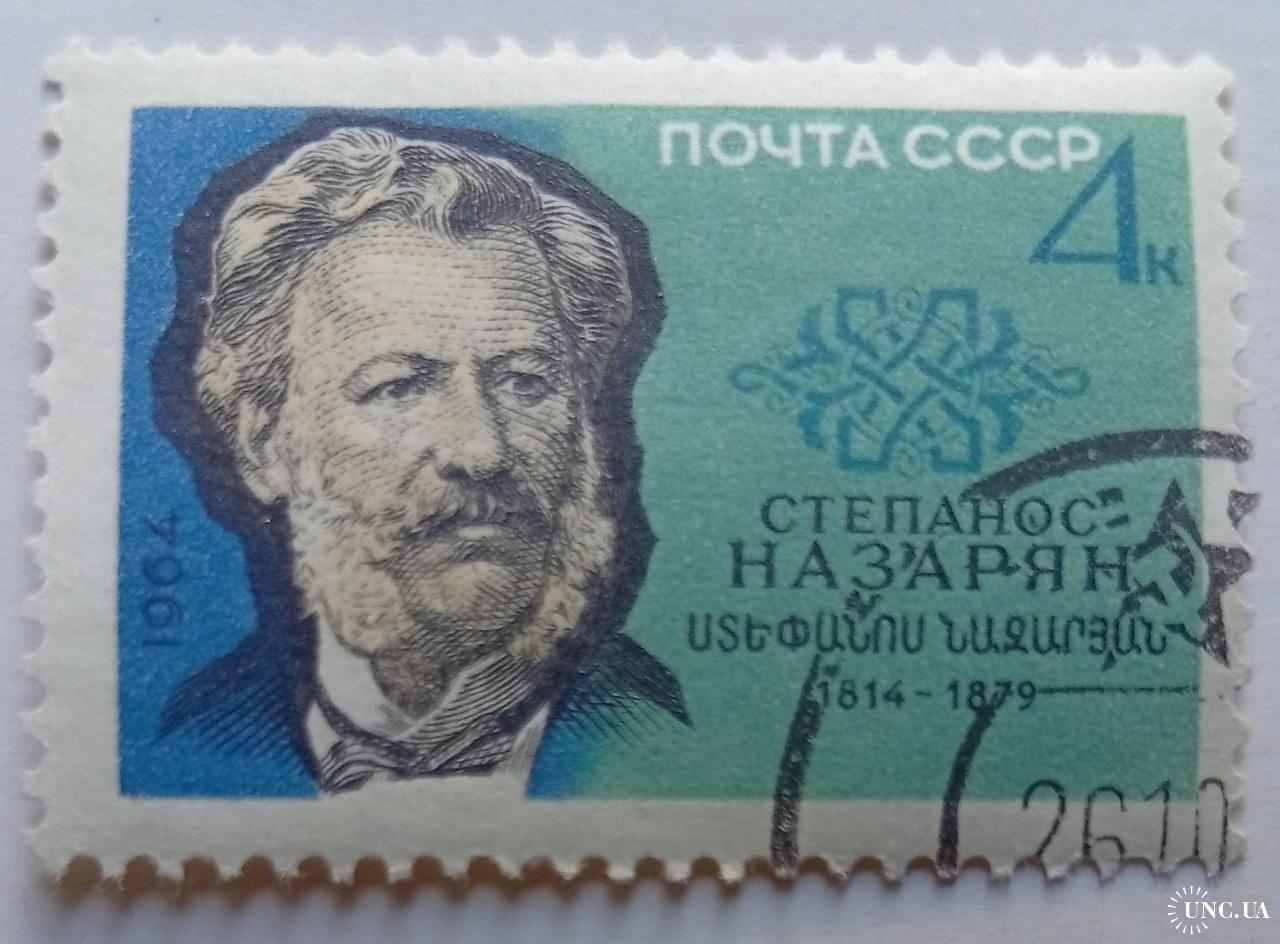 ПОЧТА СССР
4к
СТЕПАНОС
НАЗАРЯН
ՍՏԵՓԱՆՈՍ ՆԱԶԱՐՅԱՆ
1814 - 1879
1964
2610
UNC.UA